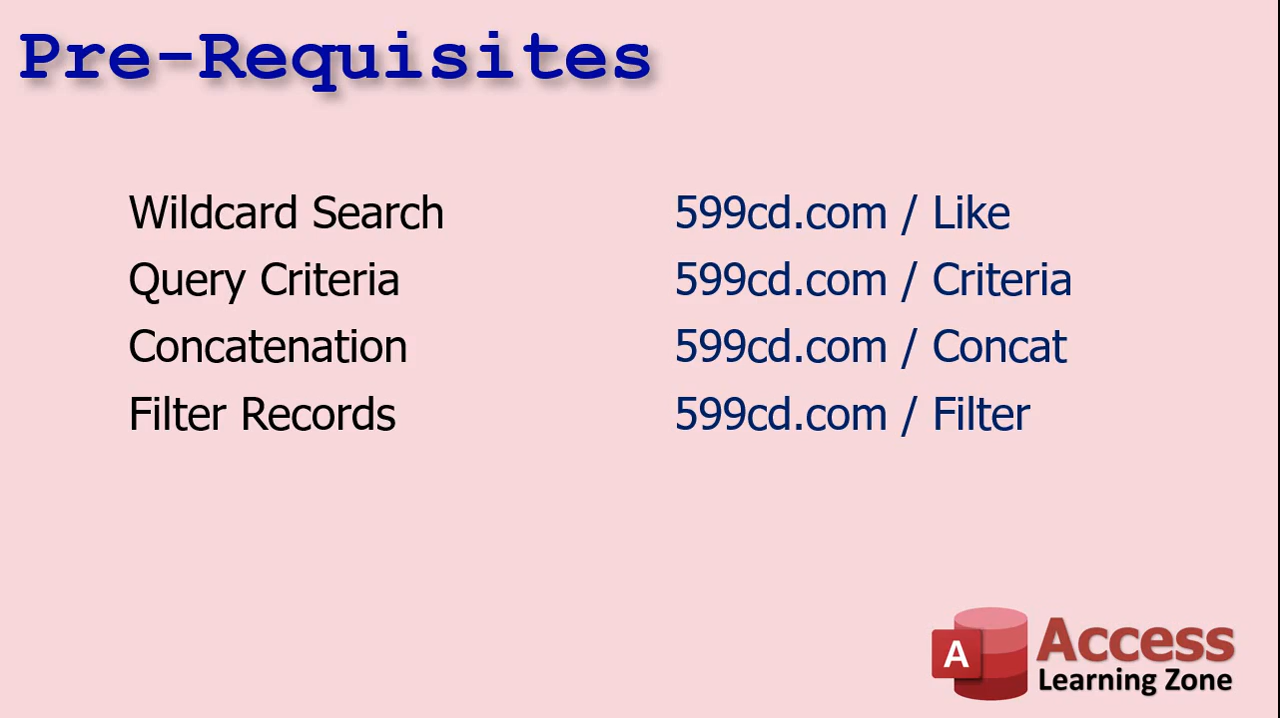 Pre-Requisites
Wildcard Search 599cd.com / Like
Query Criteria 599cd.com / Criteria
Concatenation 599cd.com / Concat
Filter Records 599cd.com / Filter
A Access
Learning Zone